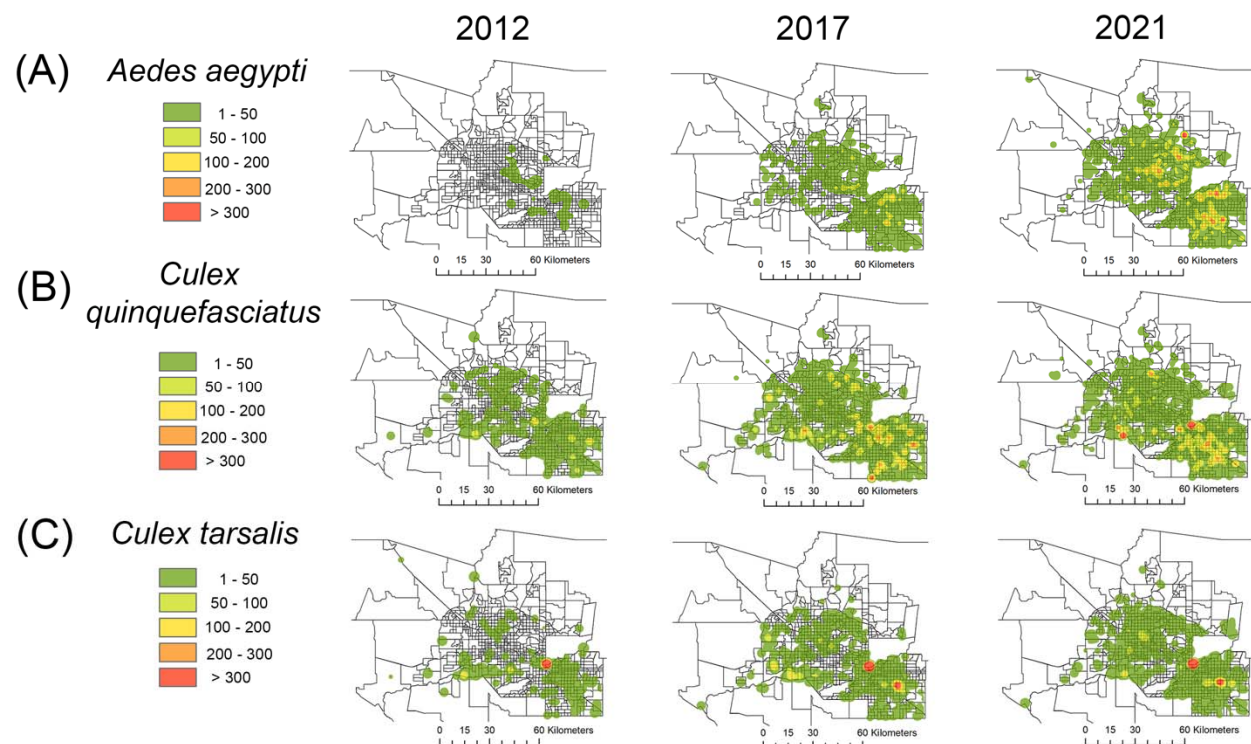 2012 2017 2021
(A) Aedes aegypti
1 - 50
50 - 100
100 - 200
200 - 300
> 300
0 15 30 60 Kilometers
0 15 30 60 Kilometers
0 15 30 60 Kilometers
(B) Culex
quinquefasciatus
1 - 50
50 - 100
100 - 200
200 - 300
> 300
0 15 30 60 Kilometers
0 15 30 60 Kilometers
0 15 30 60 Kilometers
(C) Culex tarsalis
1 - 50
50 - 100
100 - 200
200 - 300
> 300
0 15 30 60 Kilometers
0 15 30 60 Kilometers
0 15 30 60 Kilometers